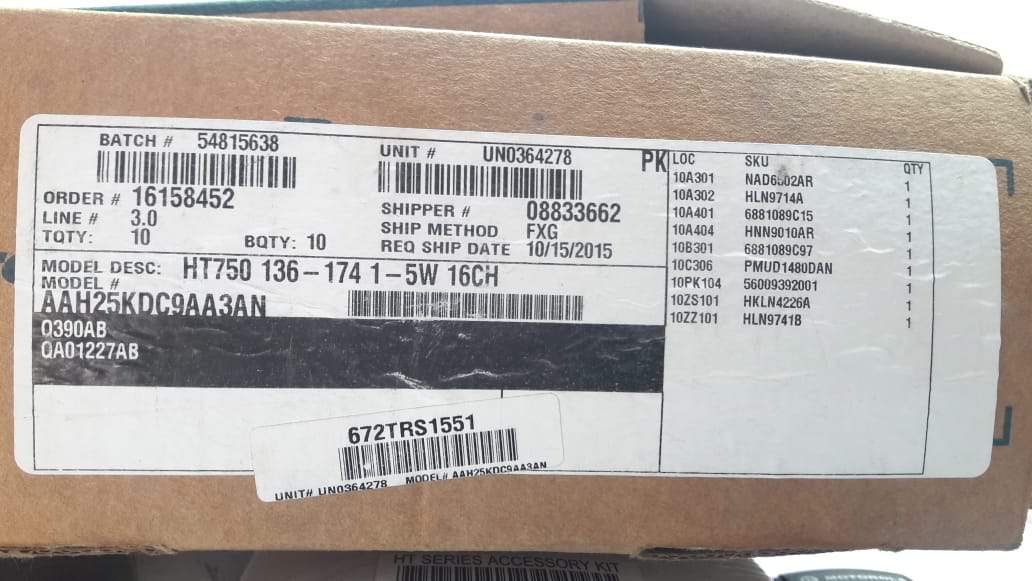 BATCH # 54815638
UNIT # UN0364278
PK
ORDER # 16158452
LINE # 3.0
TQTY: 10 BQTY: 10
SHIPPER # 08833662
SHIP METHOD FXG
REQ SHIP DATE 10/15/2015
MODEL DESC: HT750 136-174 1-5W 16CH
MODEL #
AAH25KDC9AA3AN
Q390AB
QA01227AB
LOC SKU QTY
10A301 NAD6502AR 1
10A302 HLN9714A 1
10A401 6881089C15 1
10A404 HNN9010AR 1
10B301 6881089C97 1
10C306 PMUD1480DAN 1
10PK104 56009392001 1
10ZS101 HKLN4226A 1
10ZZ101 HLN9741B 1
672TRS1551
UNIT# UN0364278 MODEL# AAH25KDC9AA3AN
HT SERIES ACCESSORY KIT